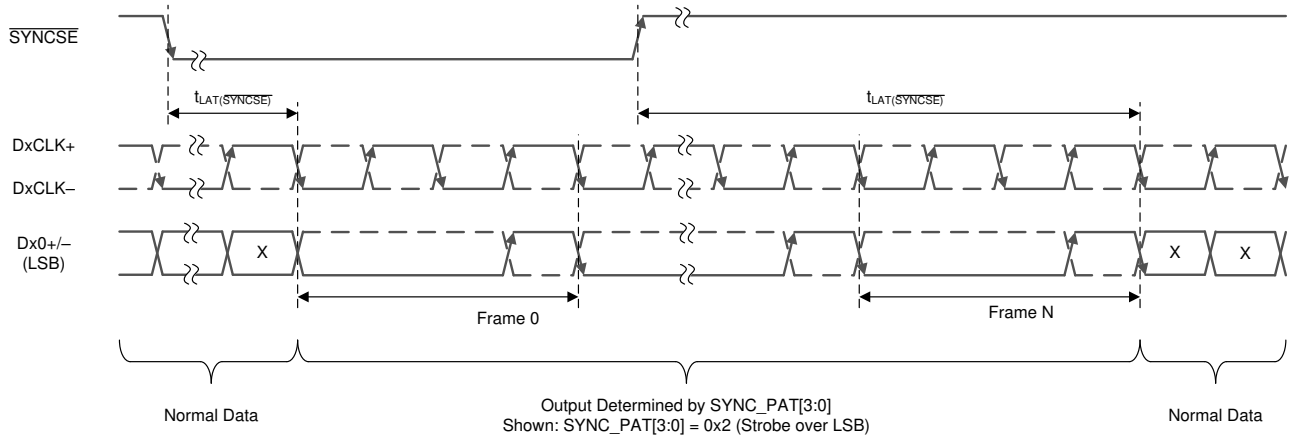 SYNCSE
tLAT(SYNCSE)
tLAT(SYNCSE)
DxCLK+
DxCLK–
Dx0+/–
(LSB)
X
X
X
Frame 0
Frame N
Normal Data
Output Determined by SYNC_PAT[3:0]
Shown: SYNC_PAT[3:0] = 0x2 (Strobe over LSB)
Normal Data